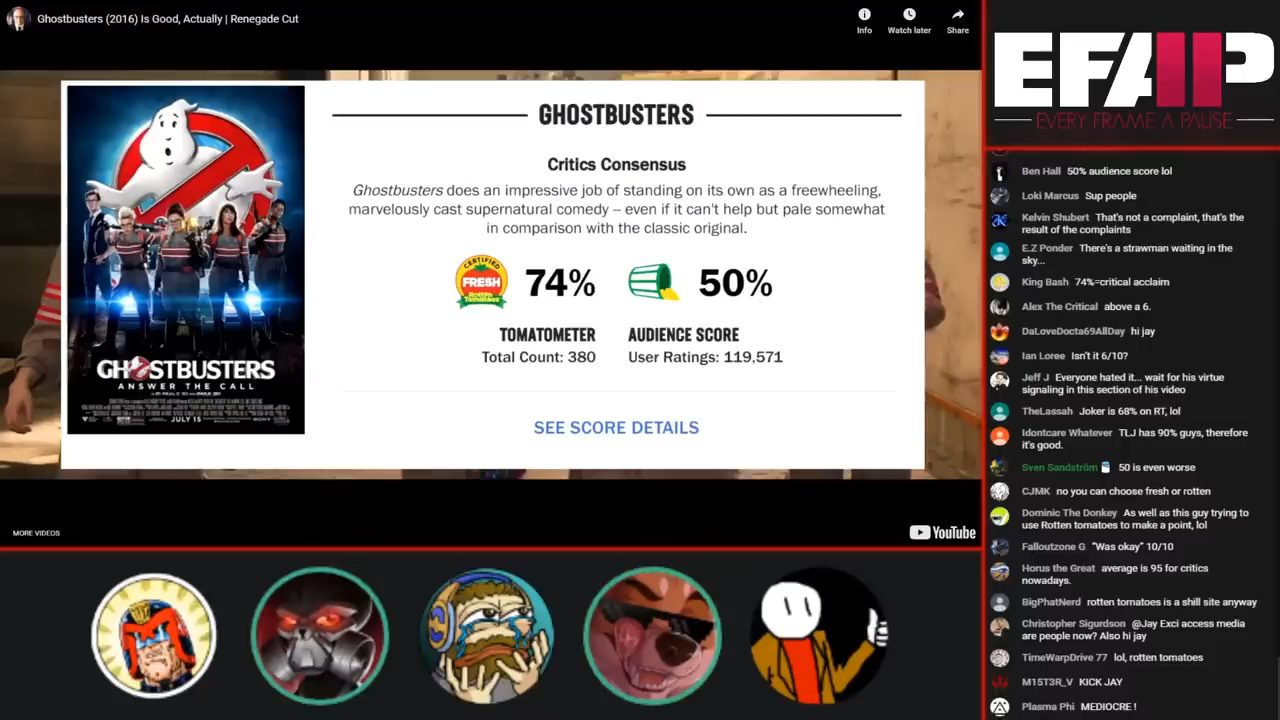 Ghostbusters (2016) Is Good, Actually | Renegade Cut
Info
Watch later
Share
GHOSTBUSTERS
Critics Consensus
Ghostbusters does an impressive job of standing on its own as a freewheeling,
marvelously cast supernatural comedy – even if it can't help but pale somewhat
in comparison with the classic original.
CERTIFIED
FRESH
Rotten Tomatoes
74%
50%
TOMATOMETER
AUDIENCE SCORE
Total Count: 380
User Ratings: 119,571
SEE SCORE DETAILS
GHOSTBUSTERS
ANSWER THE CALL
JULY 15
MORE VIDEOS
YouTube
EFAP
EVERY FRAME A PAUSE
Ben Hall 50% audience score lol
Loki Marcus Sup people
Kelvin Shubert That's not a complaint, that's the
result of the complaints
E.Z Ponder There's a strawman waiting in the
sky...
King Bash 74%=critical acclaim
Alex The Critical above a 6.
DaLoveDocta69AllDay hi jay
Ian Loree Isn't it 6/10?
Jeff J Everyone hated it... wait for his virtue
signaling in this section of his video
TheLassah Joker is 68% on RT, lol
Idontcare Whatever TLJ has 90% guys, therefore
it's good.
Sven Sandström 50 is even worse
CJMK no you can choose fresh or rotten
Dominic The Donkey As well as this guy trying to
use Rotten tomatoes to make a point, lol
Falloutzone G "Was okay" 10/10
Horus the Great average is 95 for critics
nowadays.
BigPhatNerd rotten tomatoes is a shill site anyway
Christopher Sigurdson @Jay Exci access media
are people now? Also hi jay
TimeWarpDrive 77 lol, rotten tomatoes
M15T3R_V KICK JAY
Plasma Phi MEDIOCRE !